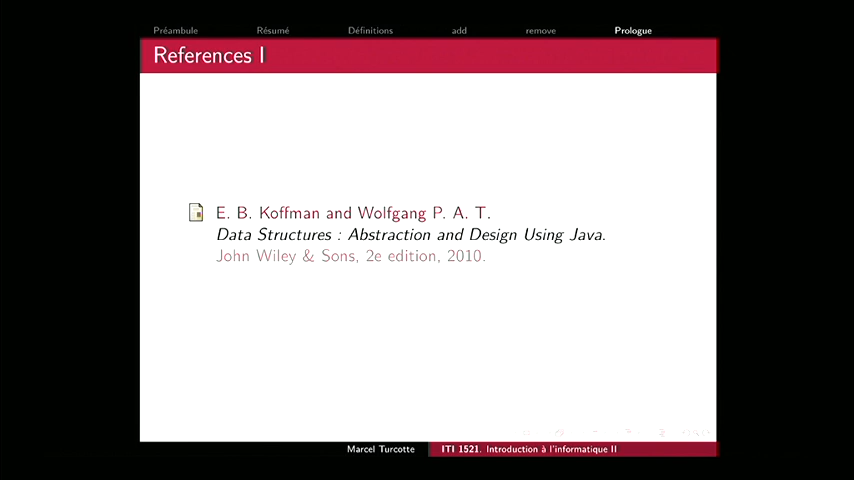 Préambule Résumé Définitions add remove Prologue
References I
E. B. Koffman and Wolfgang P. A. T.
Data Structures : Abstraction and Design Using Java.
John Wiley & Sons, 2e edition, 2010.
Marcel Turcotte ITI 1521. Introduction à l'informatique II